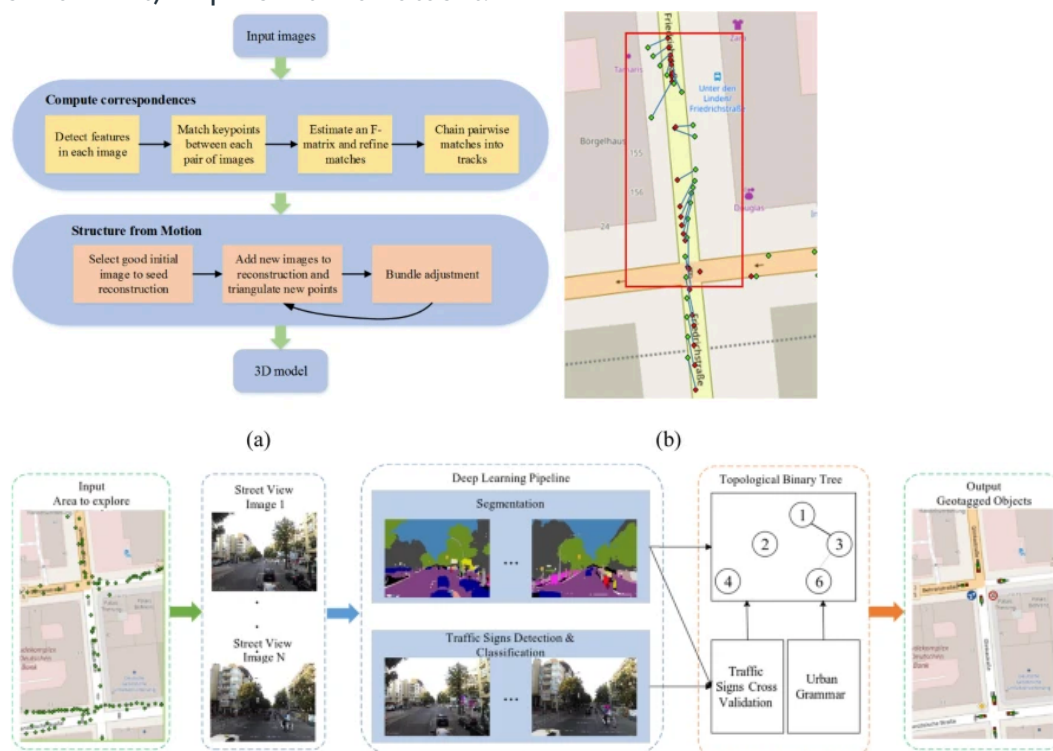 Input images
Compute correspondences
Detect features
in each image
Match keypoints
between each
pair of images
Estimate an F-
matrix and refine
matches
Chain pairwise
matches into
tracks
Structure from Motion
Select good initial
image to seed
reconstruction
Add new images to
reconstruction and
triangulate new points
Bundle adjustment
3D model
(a)
Zara
Tamaris
Unter den
Linden/
Friedrichstraße
Borgelhaus
155
156
24
Douglas
Friedrichstraße
(b)
Input
Area to explore
Street View
Image 1
Street View
Image N
Deep Learning Pipeline
Segmentation
...
Traffic Signs Detection &
Classification
...
Topological Binary Tree
1
2
3
4
6
Traffic
Signs Cross
Validation
Urban
Grammar
Output
Geotagged Objects